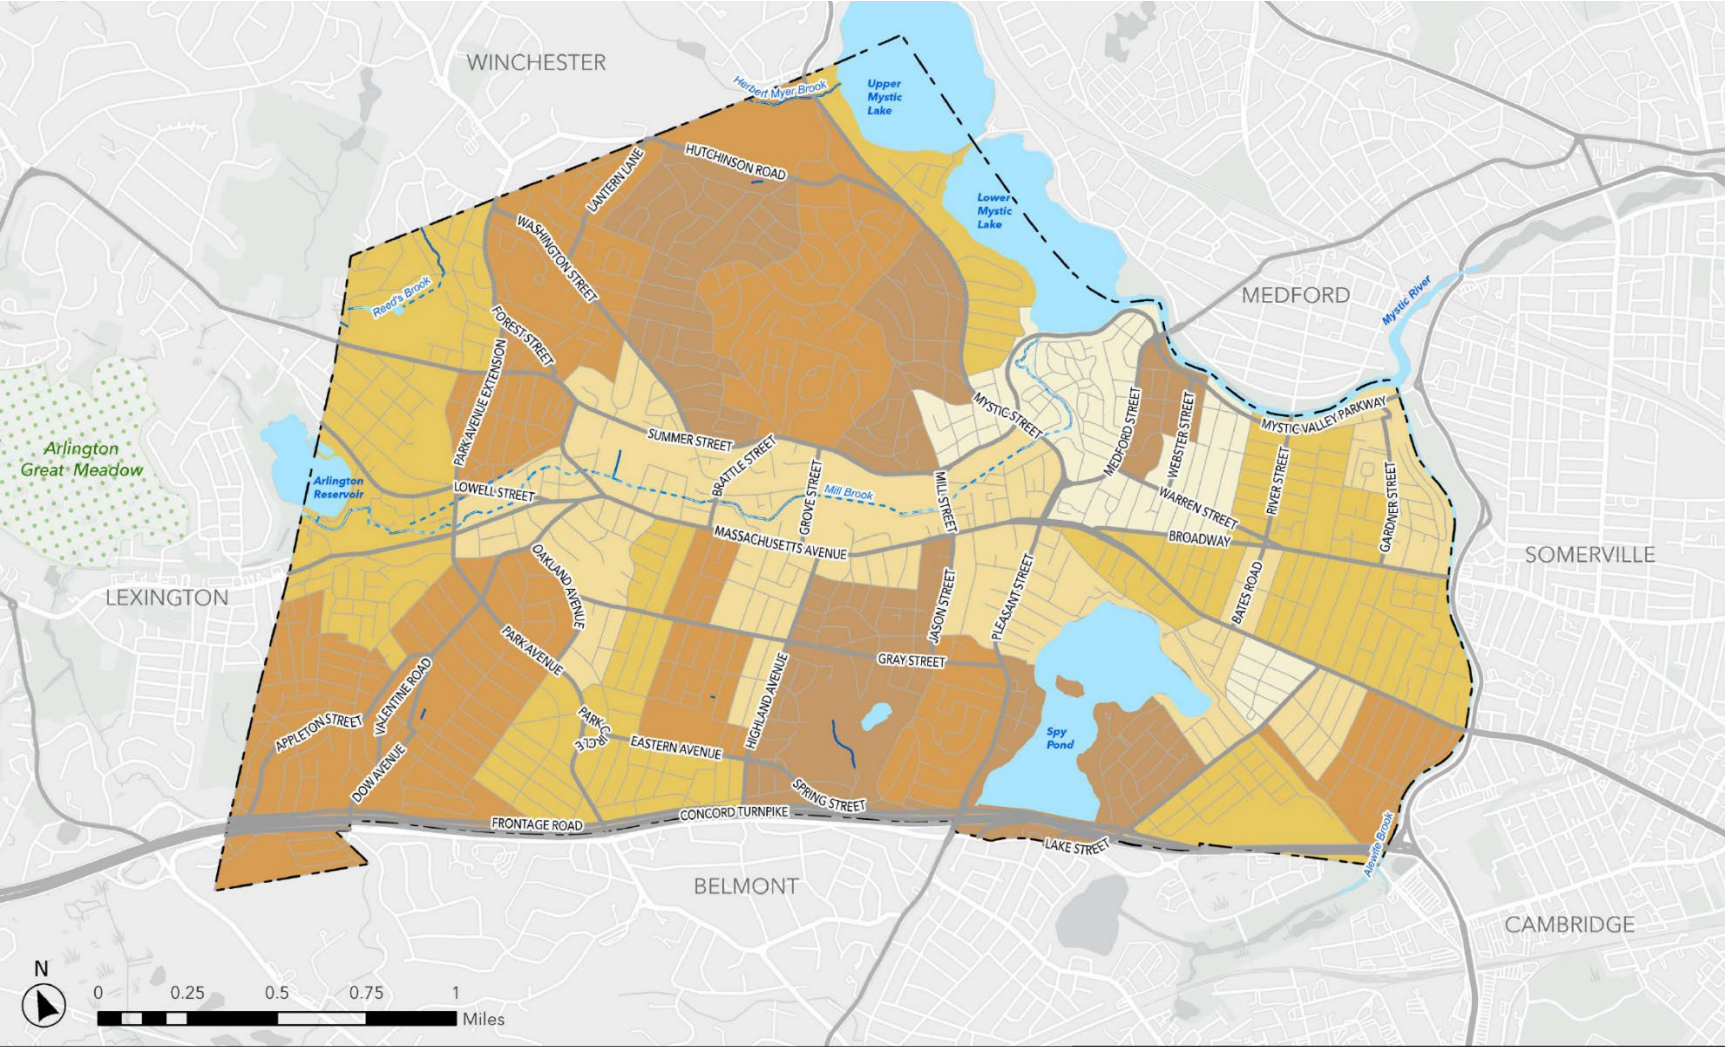 WINCHESTER
Herbert Myer Brook
Upper
Mystic
Lake
HUTCHINSON ROAD
LANTERN LANE
Lower
Mystic
Lake
WASHINGTON STREET
Reed's Brook
MEDFORD
Mystic River
FOREST STREET
PARK AVENUE EXTENSION
MYSTIC STREET
MEDFORD STREET
WEBSTER STREET
MYSTIC VALLEY PARKWAY
Arlington
Great Meadow
SUMMER STREET
BRATTLE STREET
GROVE STREET
MILL STREET
RIVER STREET
GARDNER STREET
Arlington
Reservoir
LOWELL STREET
Mill Brook
WARREN STREET
MASSACHUSETTS AVENUE
BROADWAY
SOMERVILLE
LEXINGTON
OAKLAND AVENUE
JASON STREET
PLEASANT STREET
BATES ROAD
PARK AVENUE
GRAY STREET
VALENTINE ROAD
HIGHLAND AVENUE
APPLETON STREET
PARK CIRCLE
EASTERN AVENUE
Spy
Pond
DOW AVENUE
SPRING STREET
CONCORD TURNPIKE
FRONTAGE ROAD
LAKE STREET
Alewife Brook
BELMONT
CAMBRIDGE
N
0 0.25 0.5 0.75 1
Miles